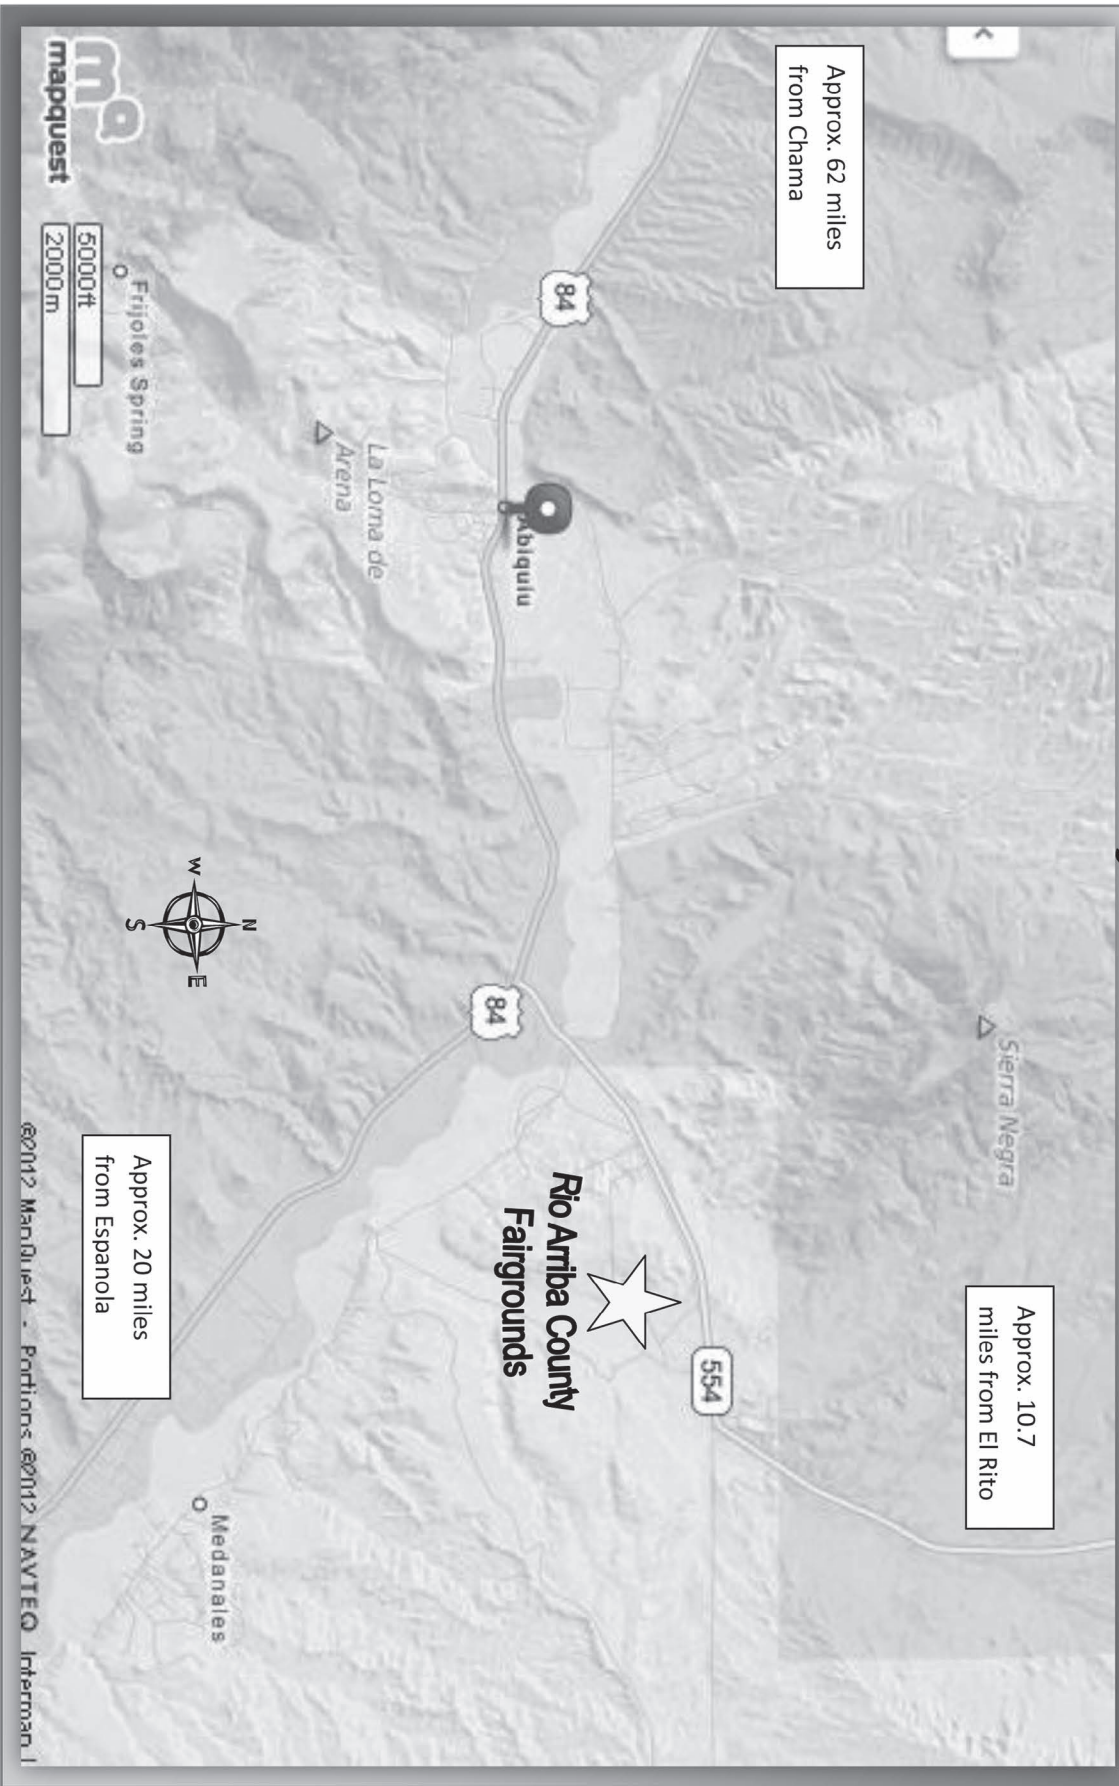 Approx. 62 miles
from Chama
84
Abiquiu
La Loma de
Arena
Frijoles Spring
mq
mapquest
5000ft
2000m
Sierra Negra
Approx. 10.7
miles from El Rito
554
Rio Arriba County
Fairgrounds
84
N
W
E
S
Approx. 20 miles
from Espanola
Medanales
©2012 MapQuest - Portions ©2012 NAVTEQ, Intermap